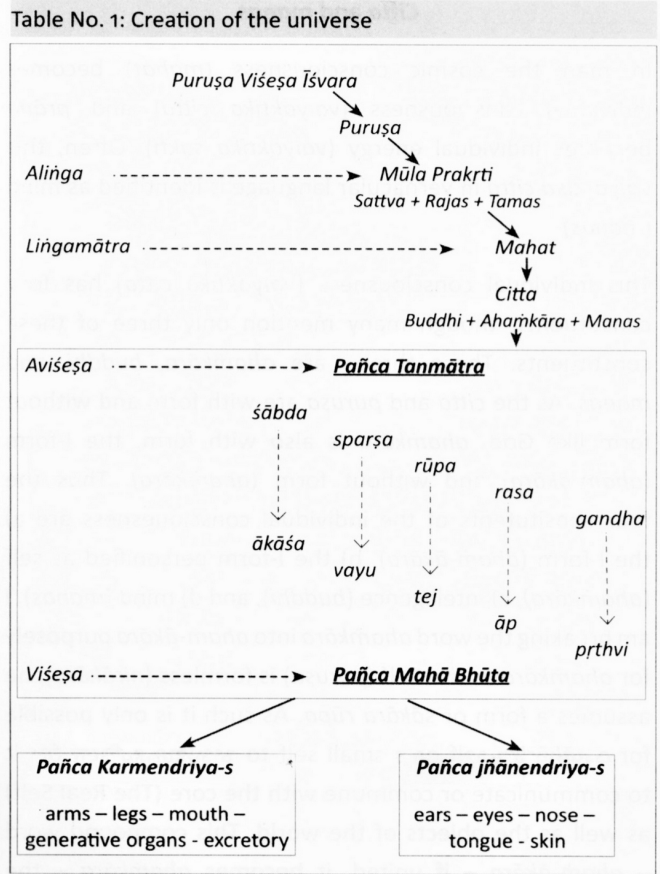 Table No. 1: Creation of the universe
Puruṣa Viśeṣa Īśvara
Puruṣa
Aliṅga
Mūla Prakṛti
Sattva + Rajas + Tamas
Liṅgamātra
Mahat
Citta
Buddhi + Ahaṁkāra + Manas
Aviśeṣa
Pañca Tanmātra
śābda
sparṣa
rūpa
rasa
gandha
ākāśa
vayu
tej
āp
pṛthvi
Viśeṣa
Pañca Mahā Bhūta
Pañca Karmendriya-s
arms – legs – mouth –
generative organs - excretory
Pañca jñānendriya-s
ears – eyes – nose –
tongue - skin